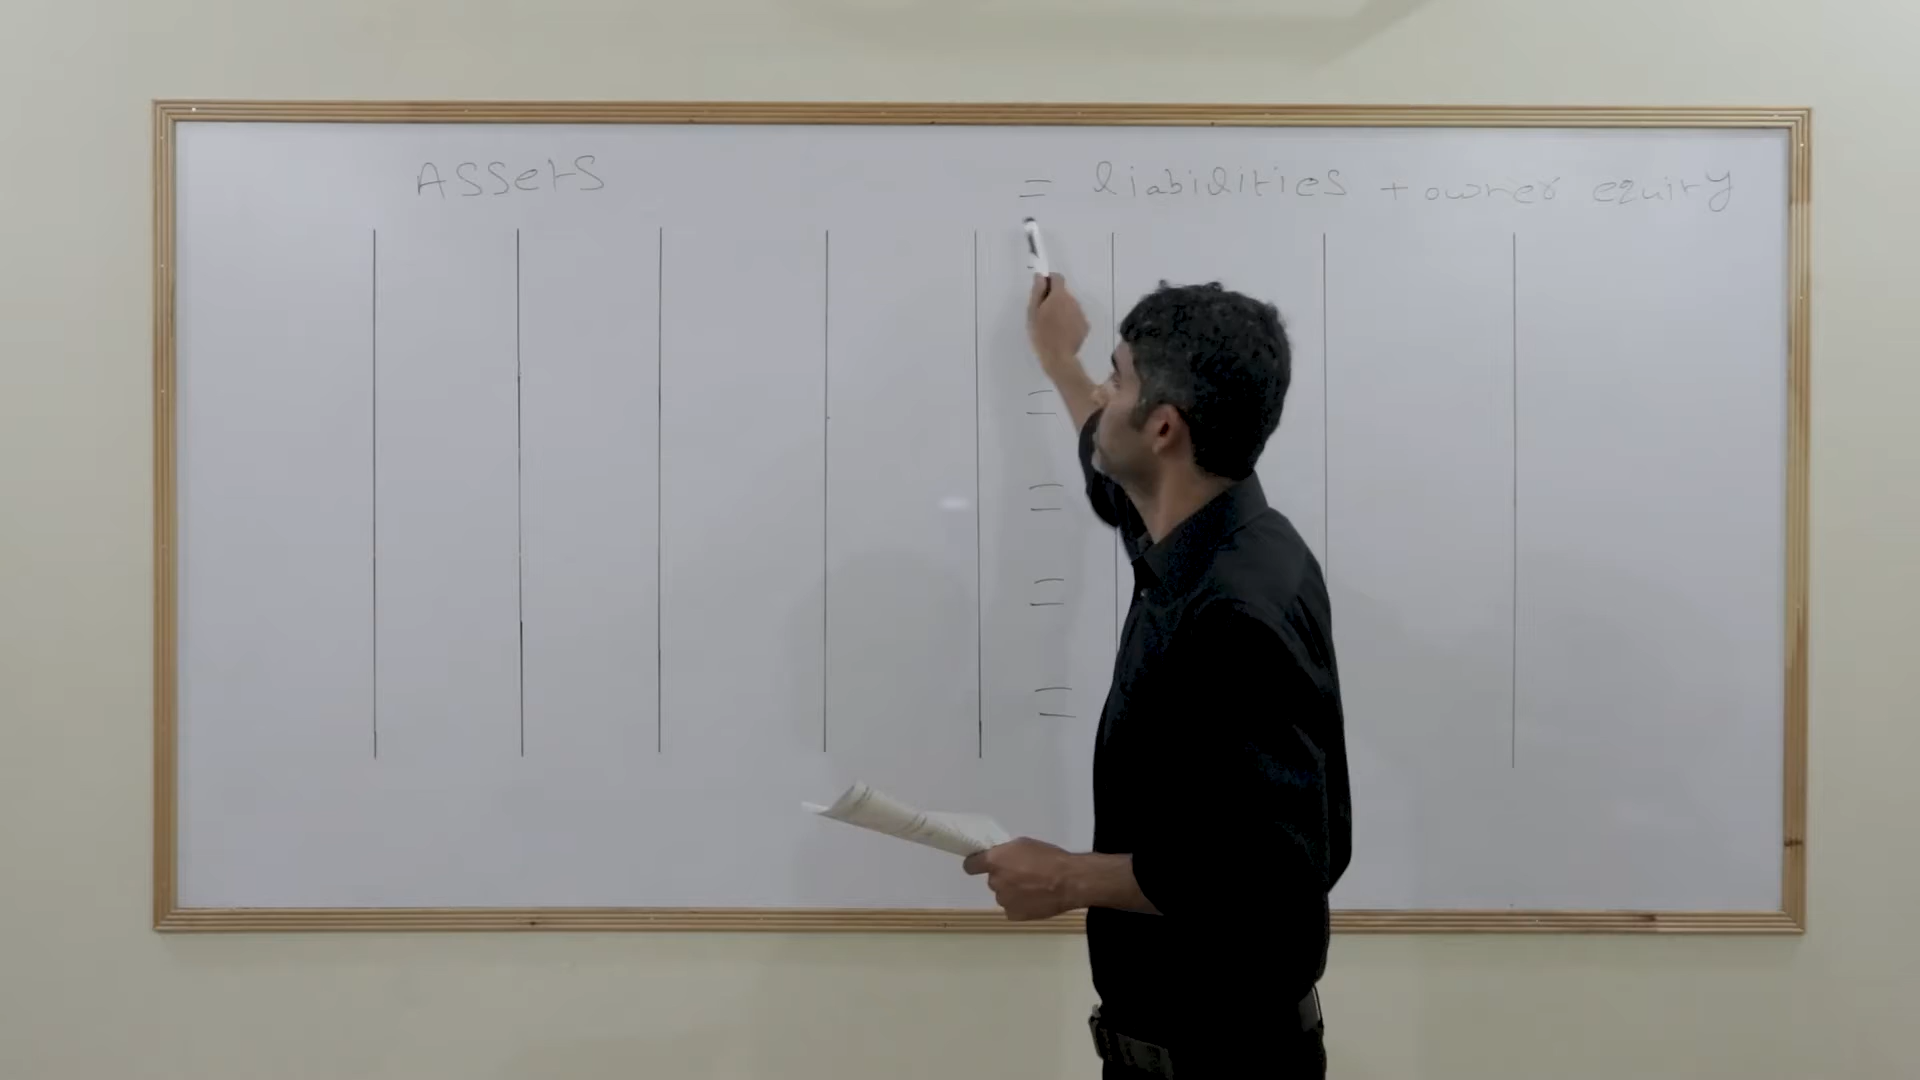 Assets = liabilities + owner equity
=
=
=
=